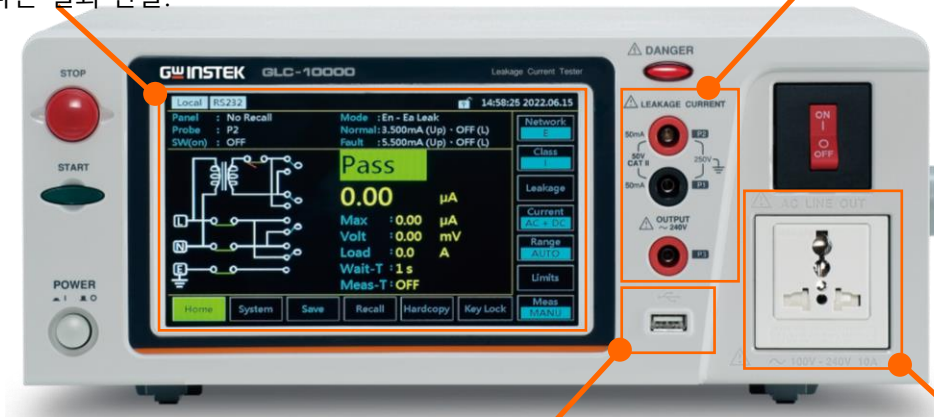 STOP
START
POWER
I O
GWINSTEK GLC-10000
Leakage Current Tester
Local RS232 14:58:25 2022.06.15
Panel : No Recall
Probe : P2
SW(on) : OFF
Mode : En - Ea Leak
Normal : 3.500mA (Up) · OFF (L)
Fault : 5.500mA (Up) · OFF (L)
Network
E
Class
I
Leakage
Current
AC + DC
Range
AUTO
Limits
Meas
MANU
Pass
0.00 µA
Max : 0.00 µA
Volt : 0.00 mV
Load : 0.0 A
Wait-T : 1 s
Meas-T : OFF
L
N
E
Home System Save Recall Hardcopy Key Lock
DANGER
LEAKAGE CURRENT
50mA P2
50V
CAT II
250V
50mA P1
OUTPUT
~ 240V
P3
ON
I
O
OFF
AC LINE OUT
~ 100V - 240V 10A